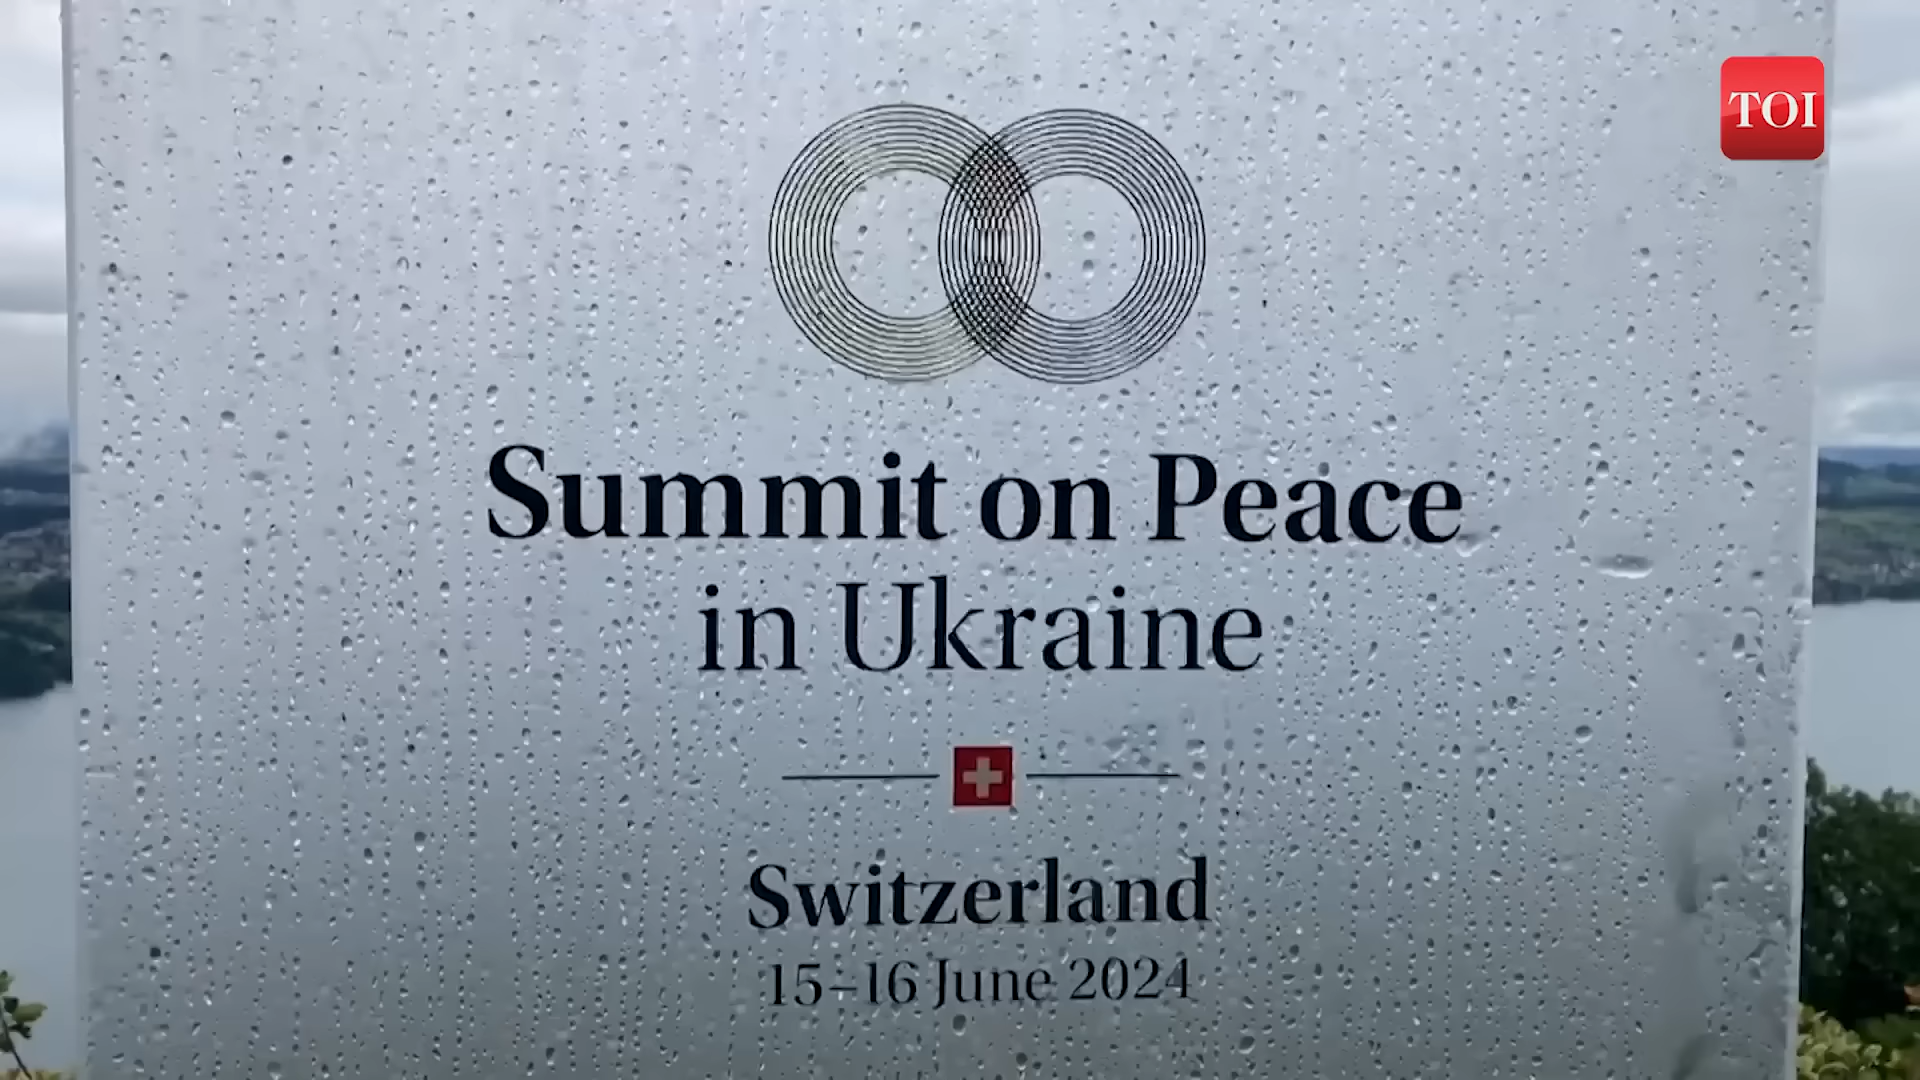 TOI
Summit on Peace
in Ukraine
Switzerland
15–16 June 2024